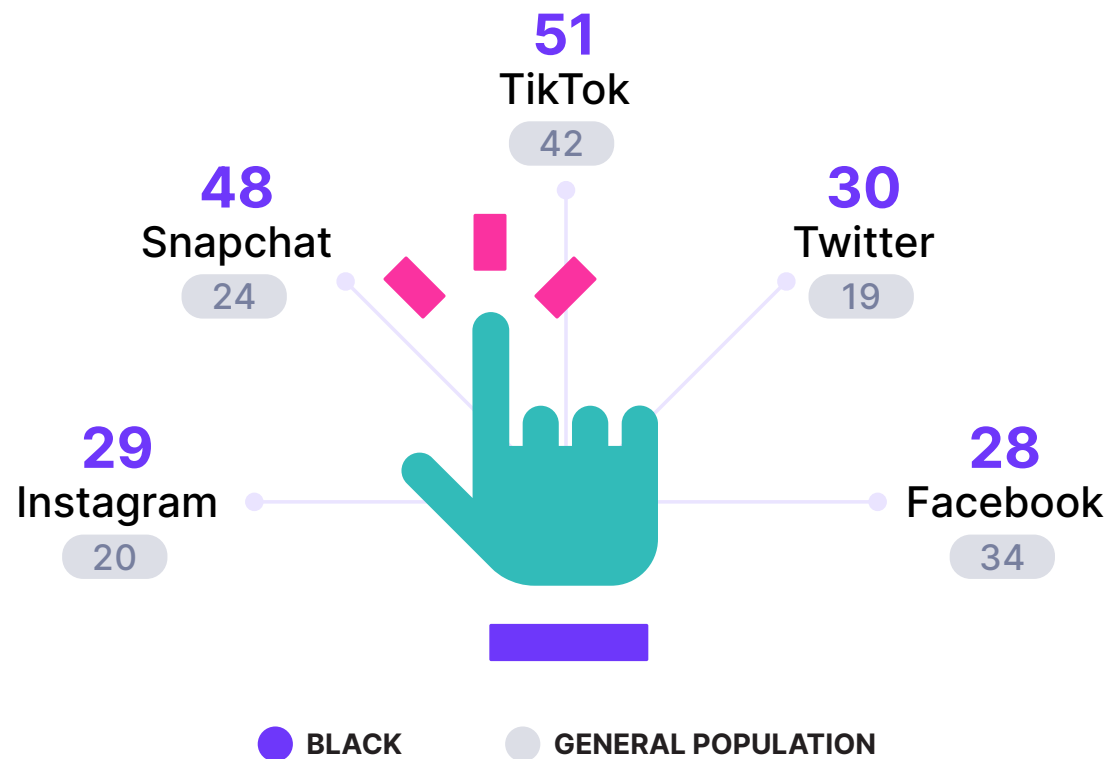 51
TikTok
42
48
Snapchat
24
30
Twitter
19
29
Instagram
20
28
Facebook
34
BLACK
GENERAL POPULATION